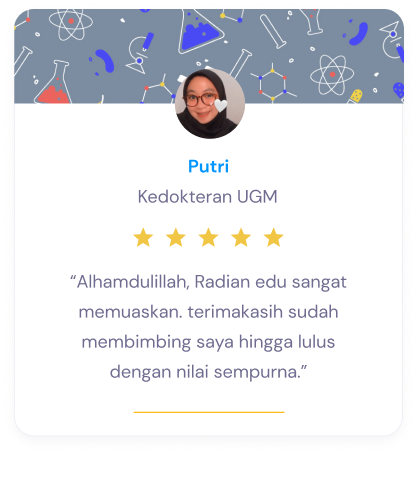 Putri
Kedokteran UGM
“Alhamdulillah, Radian edu sangat
memuaskan. terimakasih sudah
membimbing saya hingga lulus
dengan nilai sempurna.”